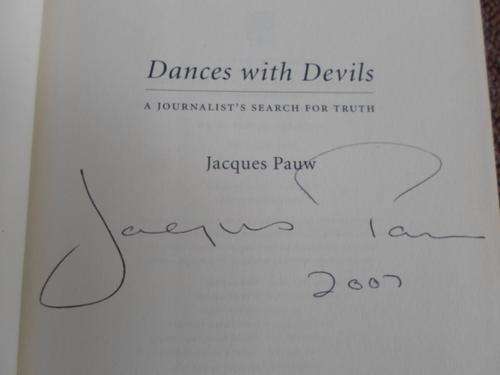 Dances with Devils
A JOURNALIST'S SEARCH FOR TRUTH
Jacques Pauw
Jacques Pauw
2007